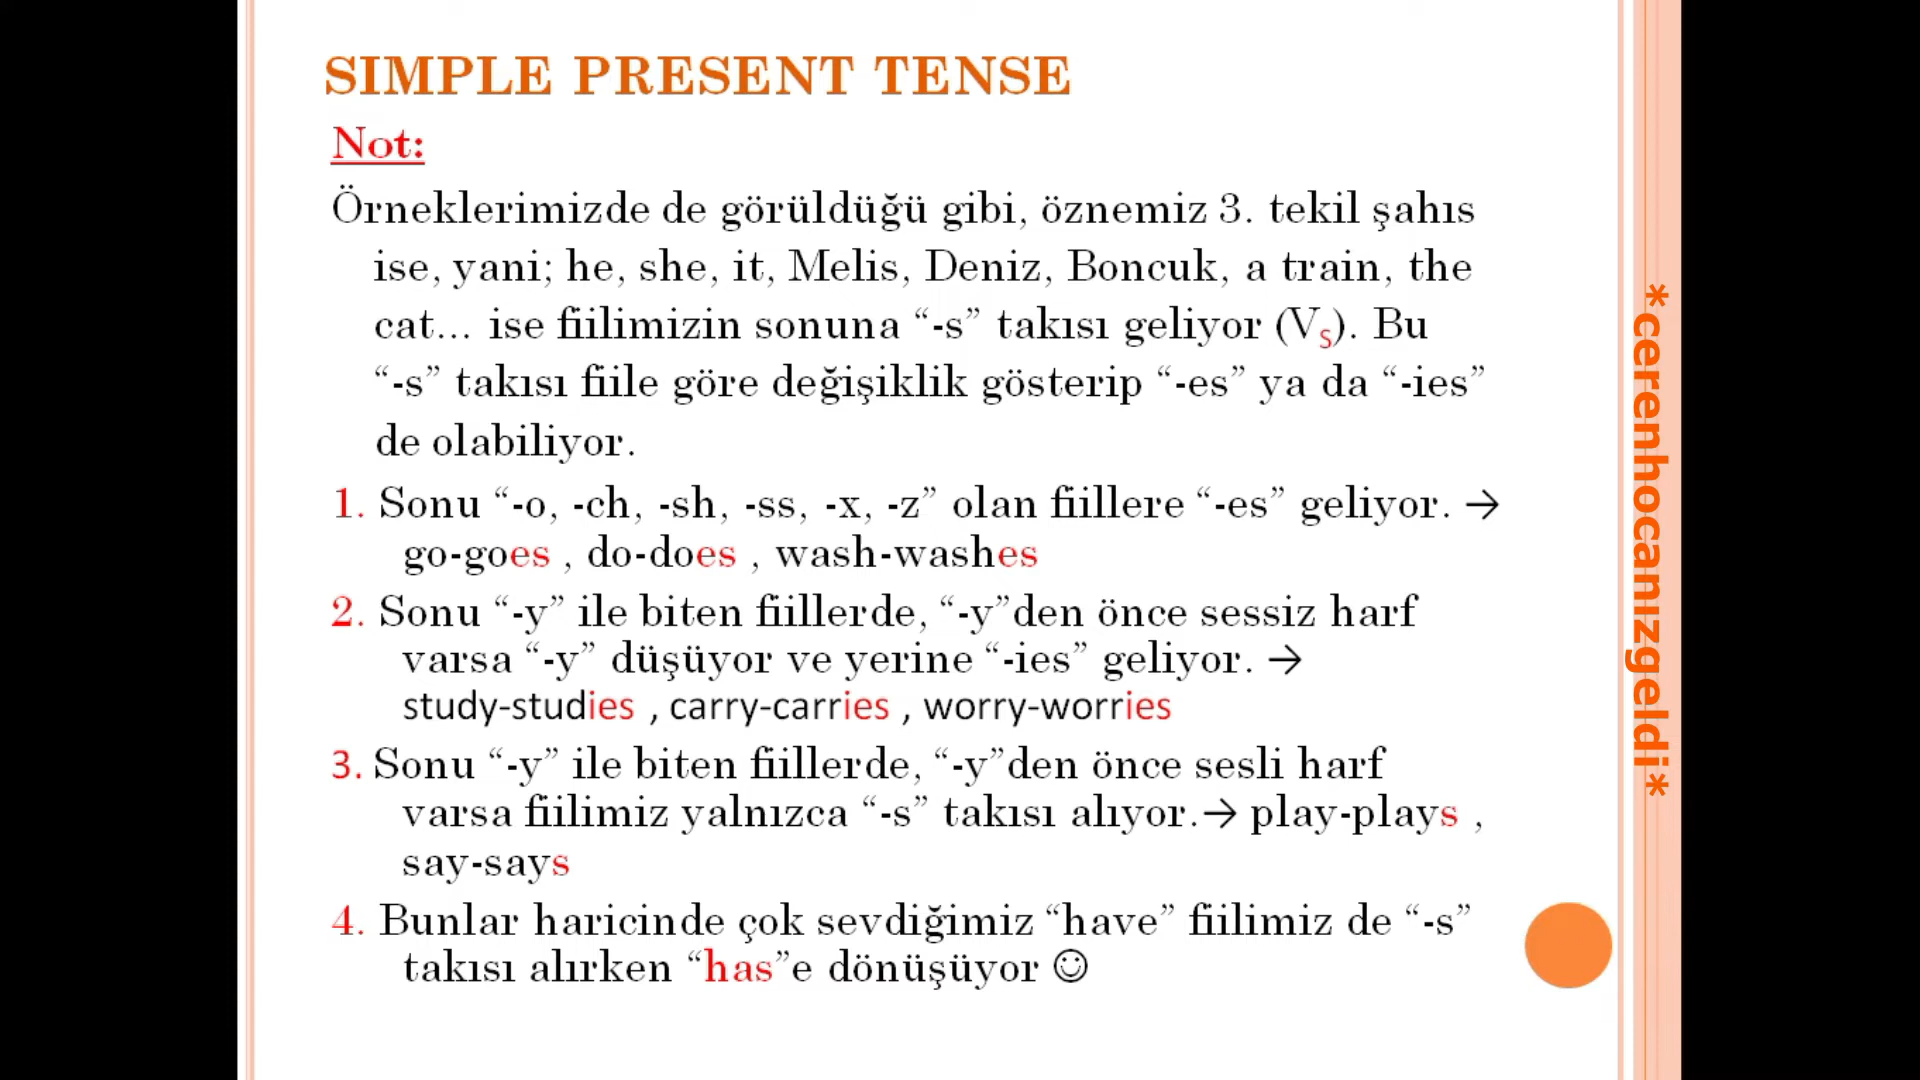 SIMPLE PRESENT TENSE
Not:
Örneklerimizde de görüldüğü gibi, öznemiz 3. tekil şahıs
ise, yani; he, she, it, Melis, Deniz, Boncuk, a train, the
cat... ise fiilimizin sonuna “-s” takısı geliyor (Vs). Bu
“-s” takısı fiile göre değişiklik gösterip “-es” ya da “-ies”
de olabiliyor.
1. Sonu “-o, -ch, -sh, -ss, -x, -z” olan fiillere “-es” geliyor. →
go-goes , do-does , wash-washes
2. Sonu “-y” ile biten fiillerde, “-y”den önce sessiz harf
varsa “-y” düşüyor ve yerine “-ies” geliyor. →
study-studies , carry-carries , worry-worries
3. Sonu “-y” ile biten fiillerde, “-y”den önce sesli harf
varsa fiilimiz yalnızca “-s” takısı alıyor.→ play-plays ,
say-says
4. Bunlar haricinde çok sevdiğimiz “have” fiilimiz de “-s”
takısı alırken “has”e dönüşüyor ☺
*cerenhocanızgeldi*